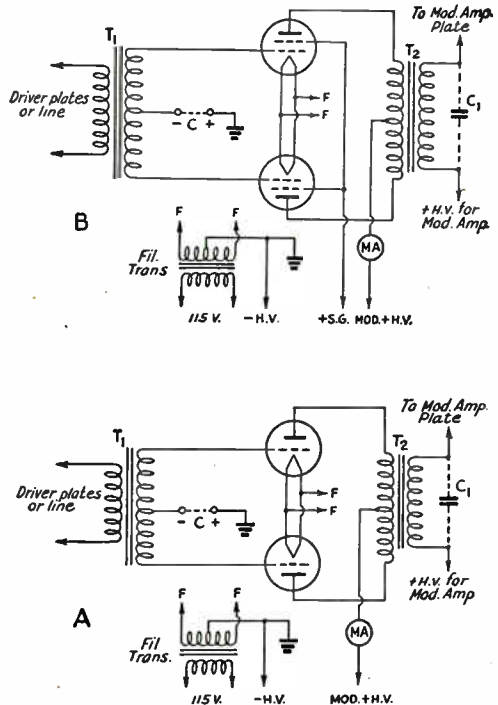 To Mod. Amp.
Plate
T1
T2
Driver plates
or line
- C +
F
F
C1
+H.V. for
Mod. Amp.
MA
B
F
F
Fil.
Trans
115 V.
-H.V.
+S.G.
MOD.+H.V.
To Mod. Amp.
Plate
T1
T2
Driver plates
or line
- C +
F
F
C1
+H.V. for
Mod. Amp
MA
A
F
F
Fil.
Trans.
115 V.
-H.V.
MOD.+H.V.